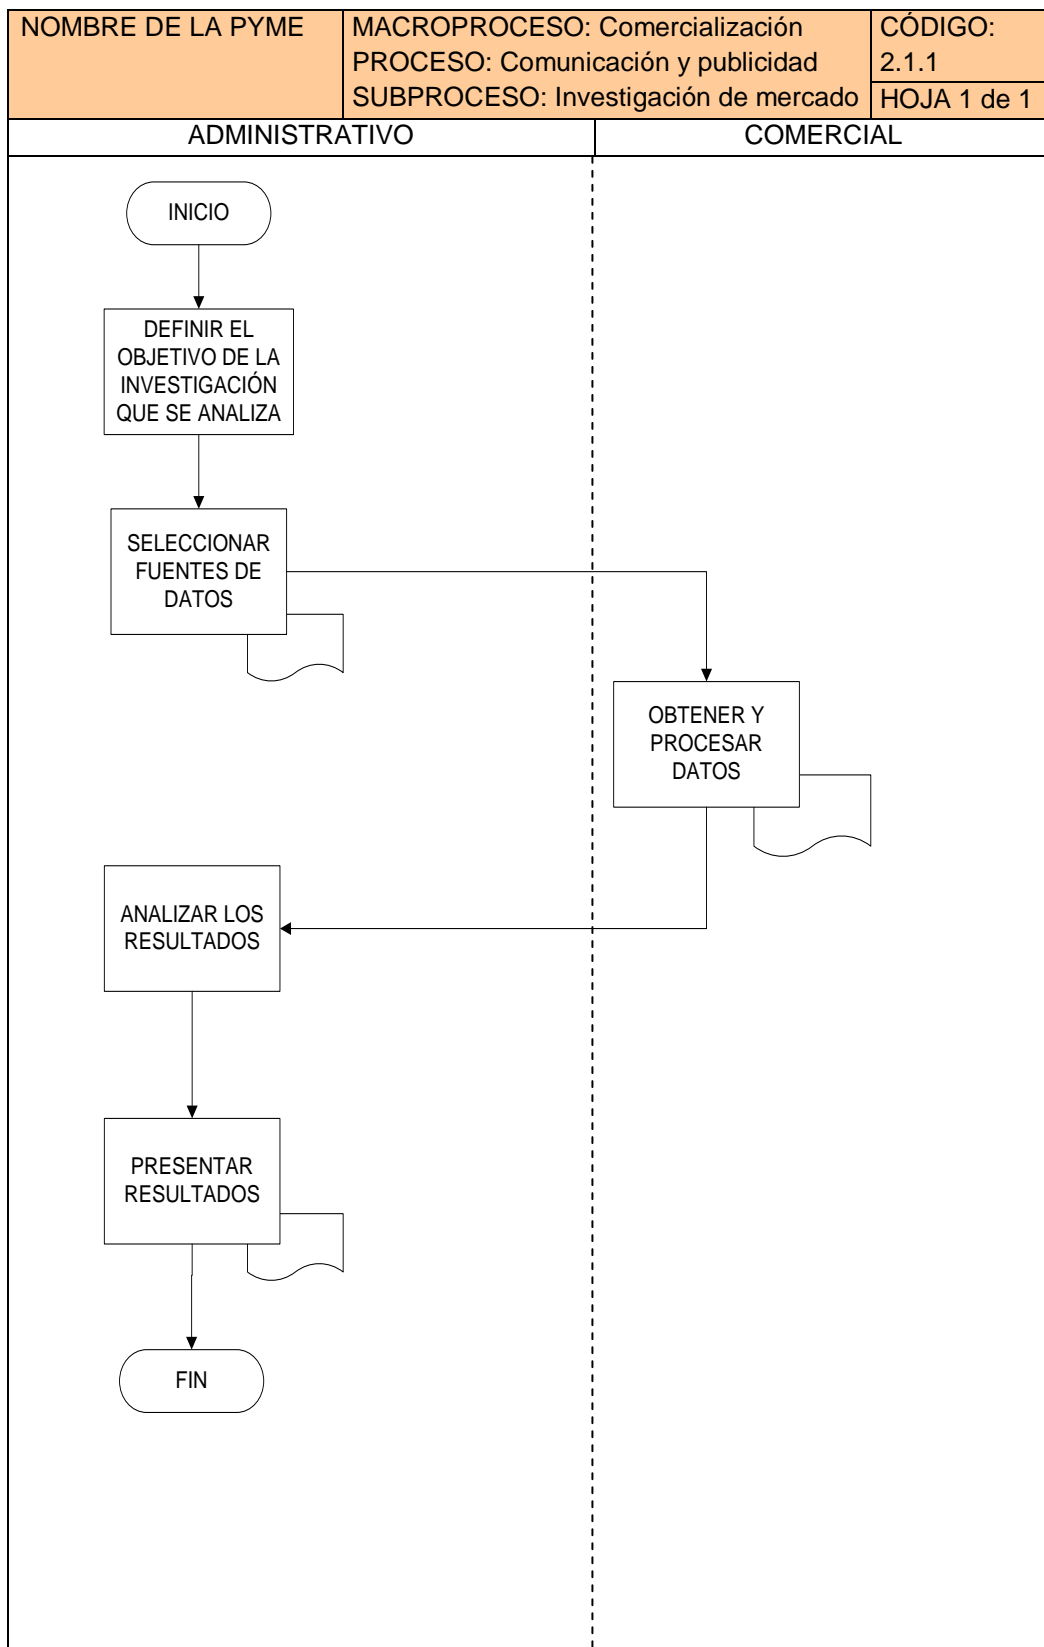 NOMBRE DE LA PYME
MACROPROCESO: Comercialización
PROCESO: Comunicación y publicidad
SUBPROCESO: Investigación de mercado
CÓDIGO:
2.1.1
HOJA 1 de 1
ADMINISTRATIVO
COMERCIAL
INICIO
DEFINIR EL
OBJETIVO DE LA
INVESTIGACIÓN
QUE SE ANALIZA
SELECCIONAR
FUENTES DE
DATOS
OBTENER Y
PROCESAR
DATOS
ANALIZAR LOS
RESULTADOS
PRESENTAR
RESULTADOS
FIN